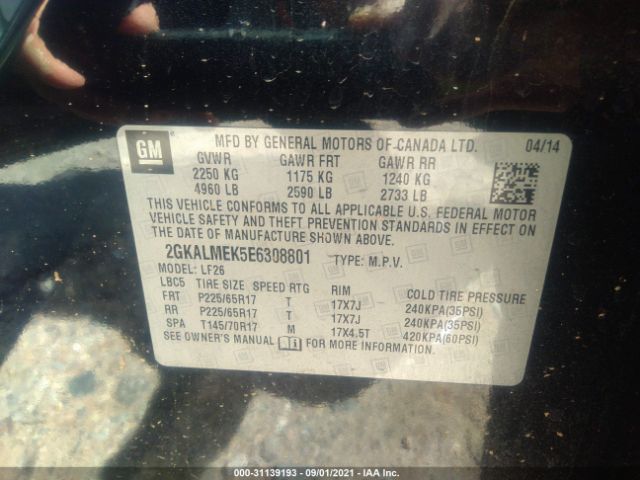 GM
MFD BY GENERAL MOTORS OF CANADA LTD. 04/14
GVWR GAWR FRT GAWR RR
2250 KG 1175 KG 1240 KG
4960 LB 2590 LB 2733 LB
THIS VEHICLE CONFORMS TO ALL APPLICABLE U.S. FEDERAL MOTOR
VEHICLE SAFETY AND THEFT PREVENTION STANDARDS IN EFFECT ON
THE DATE OF MANUFACTURE SHOWN ABOVE.
2GKALMEK5E6308801 TYPE: M.P.V.
MODEL: LF26
LBC5 TIRE SIZE SPEED RTG RIM COLD TIRE PRESSURE
FRT P225/65R17 T 17X7J 240KPA(35PSI)
RR P225/65R17 T 17X7J 240KPA(35PSI)
SPA T145/70R17 M 17X4.5T 420KPA(60PSI)
SEE OWNER'S MANUAL FOR MORE INFORMATION.
000-31139193 - 09/01/2021 - IAA Inc.